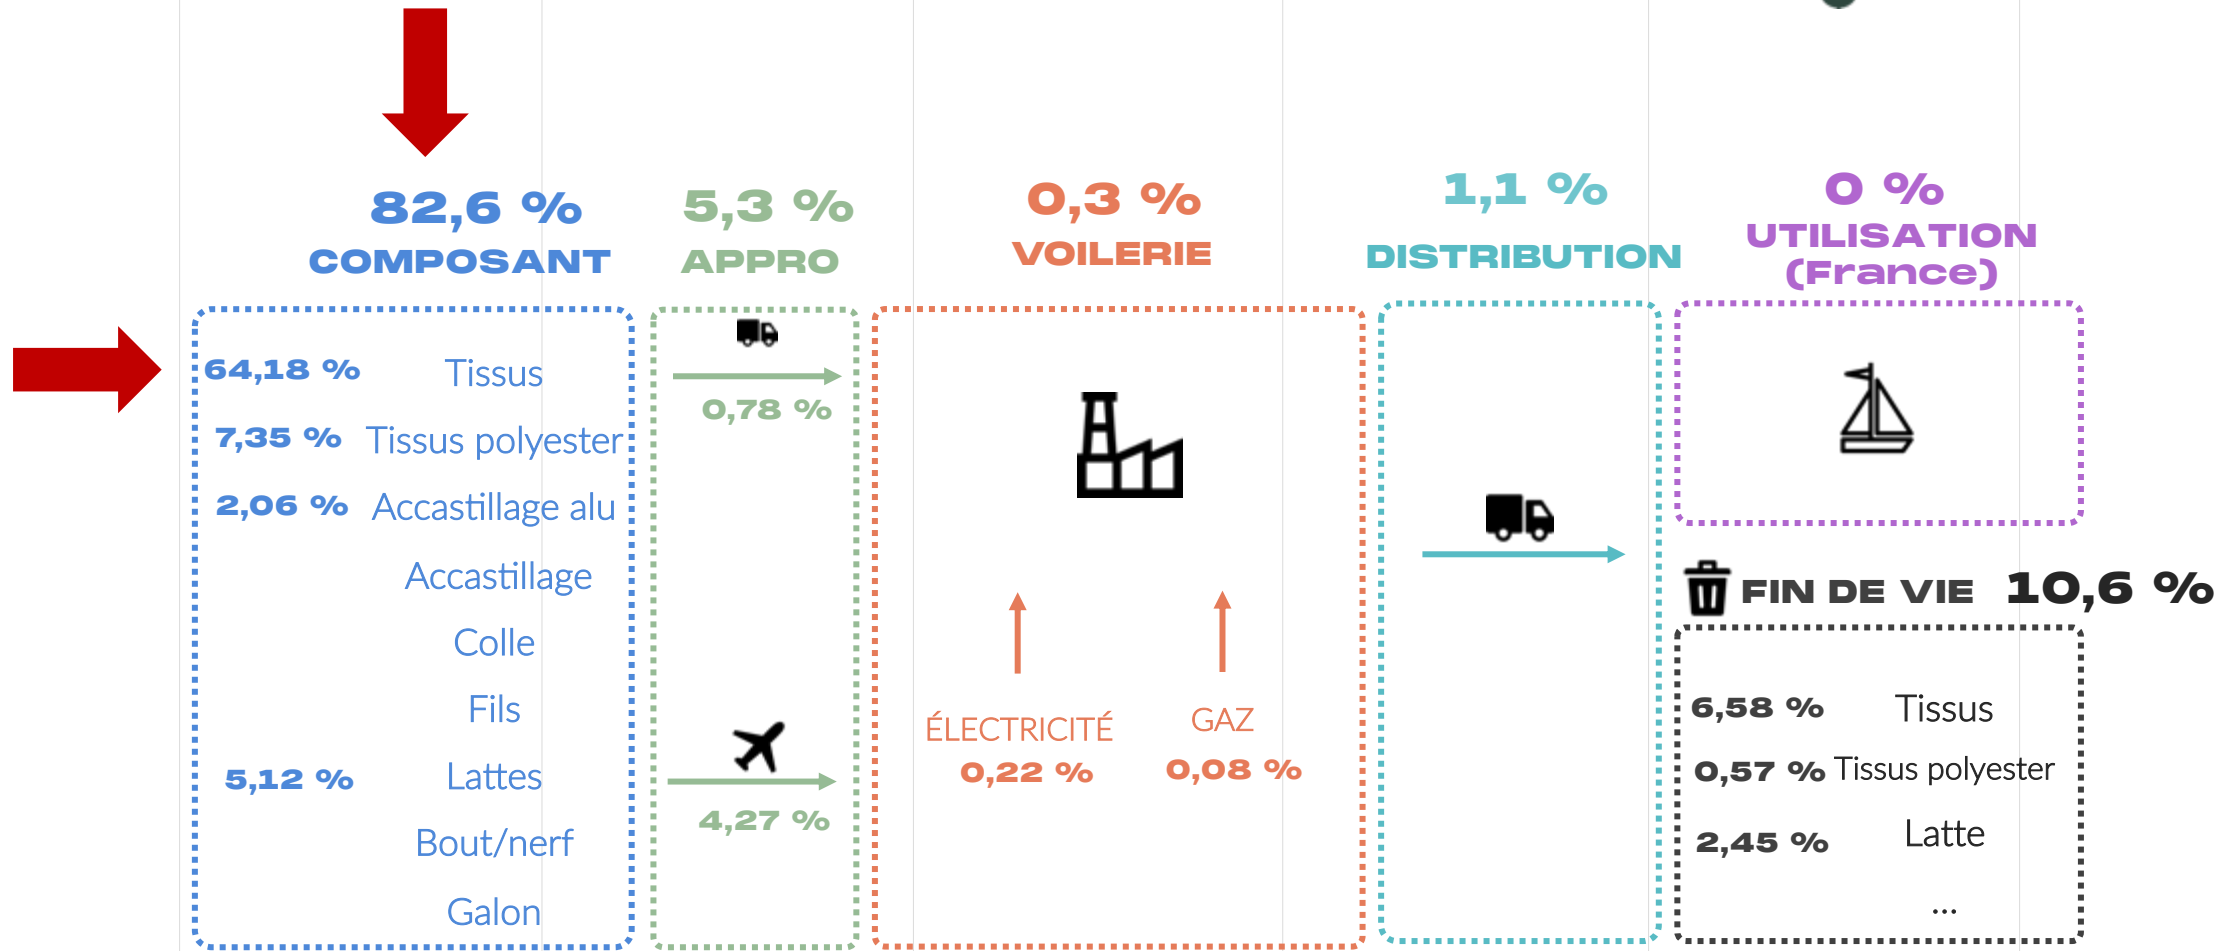 82,6 %
COMPOSANT
64,18 % Tissus
7,35 % Tissus polyester
2,06 % Accastillage alu
Accastillage
Colle
Fils
5,12 % Lattes
Bout/nerf
Galon
5,3 %
APPRO
0,78 %
4,27 %
0,3 %
VOILERIE
ÉLECTRICITÉ
0,22 %
GAZ
0,08 %
1,1 %
DISTRIBUTION
0 %
UTILISATION
(France)
FIN DE VIE 10,6 %
6,58 % Tissus
0,57 % Tissus polyester
2,45 % Latte
...